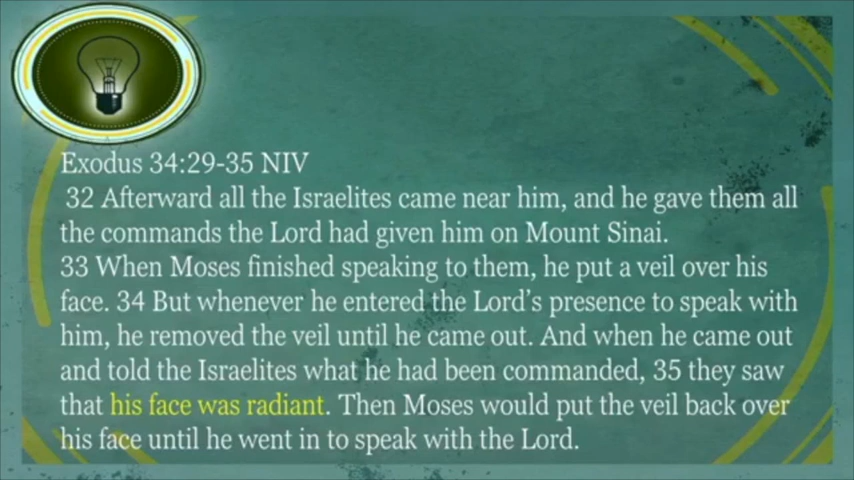 Exodus 34:29-35 NIV
32 Afterward all the Israelites came near him, and he gave them all
the commands the Lord had given him on Mount Sinai.
33 When Moses finished speaking to them, he put a veil over his
face. 34 But whenever he entered the Lord's presence to speak with
him, he removed the veil until he came out. And when he came out
and told the Israelites what he had been commanded, 35 they saw
that his face was radiant. Then Moses would put the veil back over
his face until he went in to speak with the Lord.